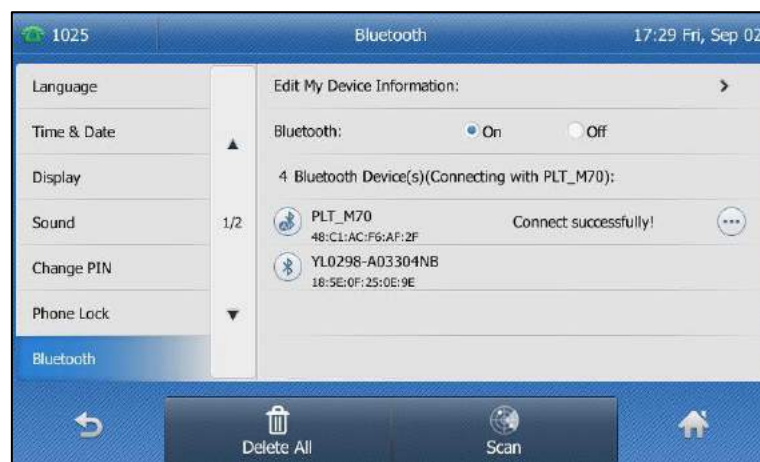 1025 Bluetooth 17:29 Fri, Sep 02
Language
Time & Date
Display
Sound
Change PIN
Phone Lock
Bluetooth
1/2
Edit My Device Information:
Bluetooth: On Off
4 Bluetooth Device(s)(Connecting with PLT_M70):
PLT_M70 Connect successfully!
48:C1:AC:F6:AF:2F
YL0298-A03304NB
18:5E:0F:25:0E:9E
Delete All Scan